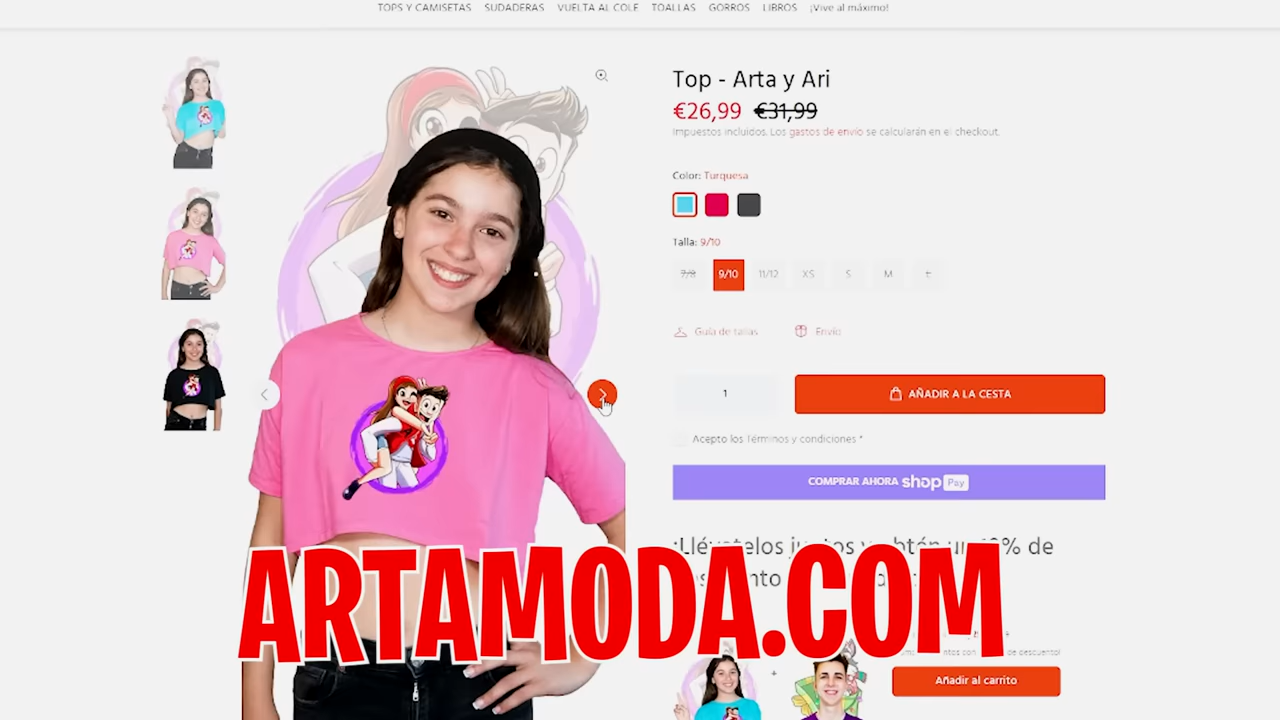 TOPS Y CAMISETAS SUDADERAS VUELTA AL COLE TOALLAS GORROS LIBROS ¡Vive al máximo!
Top - Arta y Ari
€26,99 €31,99
Impuestos incluidos. Los gastos de envío se calcularán en el checkout.
Color: Turquesa
Talla: 9/10
7/8 9/10 11/12 XS S M L
Guía de tallas Envío
1 AÑADIR A LA CESTA
Acepto los Términos y condiciones *
COMPRAR AHORA shop Pay
de
ARTAMODA.COM
de descuento!
+
Añadir al carrito